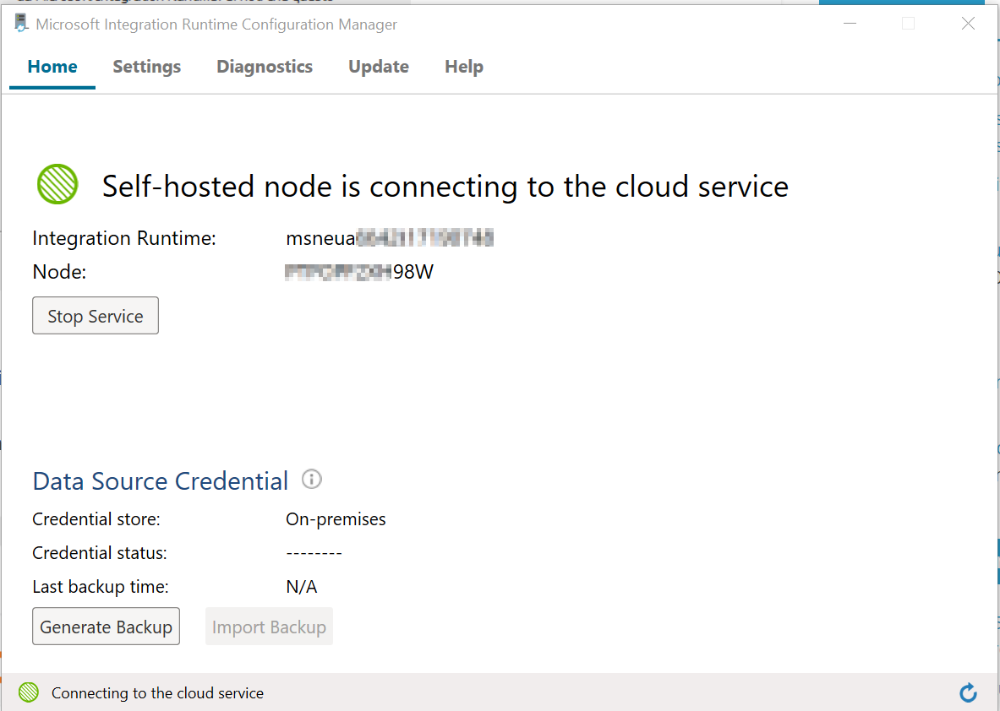 Microsoft Integration Runtime Configuration Manager
Home Settings Diagnostics Update Help
Self-hosted node is connecting to the cloud service
Integration Runtime: msneua
Node: 98W
Stop Service
Data Source Credential
Credential store: On-premises
Credential status: --------
Last backup time: N/A
Generate Backup Import Backup
Connecting to the cloud service